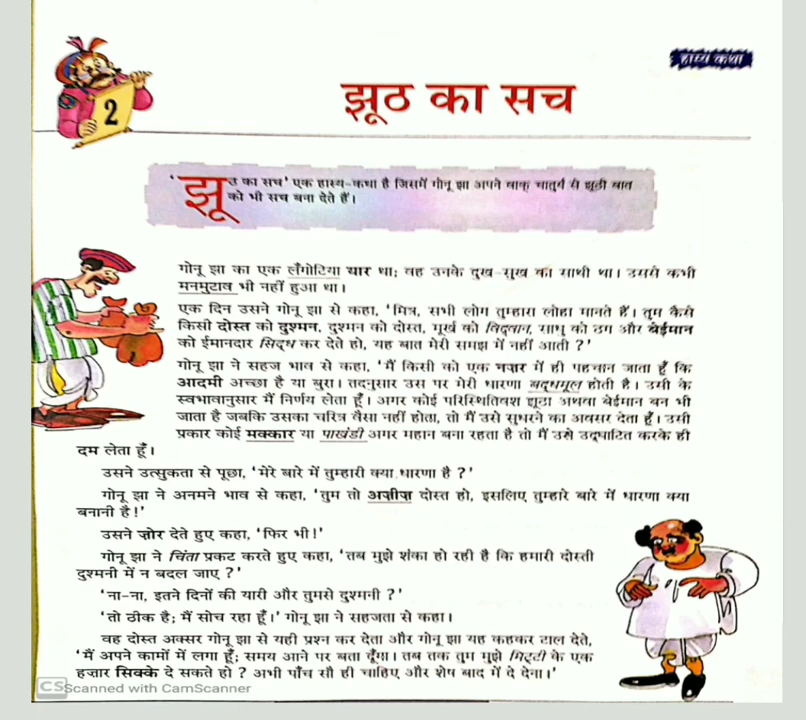 हास्य कथा
2
झूठ का सच
'झूठ का सच' एक हास्य-कथा है जिसमें गोनू झा अपने वाक् चातुर्य से झूठी बात
को भी सच बना देते हैं।
गोनू झा का एक लँगोटिया यार था; वह उनके दुख-सुख का साथी था। उससे कभी
मनमुटाव भी नहीं हुआ था।
एक दिन उसने गोनू झा से कहा, 'मित्र, सभी लोग तुम्हारा लोहा मानते हैं। तुम कैसे
किसी दोस्त को दुश्मन, दुश्मन को दोस्त, मूर्ख को विद्वान, साधु को ठग और बेईमान
को ईमानदार सिद्ध कर देते हो, यह बात मेरी समझ में नहीं आती ?'
गोनू झा ने सहज भाव से कहा, 'मैं किसी को एक नज़र में ही पहचान जाता हूँ कि
आदमी अच्छा है या बुरा। तदनुसार उस पर मेरी धारणा बद्धमूल होती है। उसी के
स्वभावानुसार मैं निर्णय लेता हूँ। अगर कोई परिस्थितिवश झूठा अथवा बेईमान बन भी
जाता है जबकि उसका चरित्र वैसा नहीं होता, तो मैं उसे सुधरने का अवसर देता हूँ। उसी
प्रकार कोई मक्कार या पाखंडी अगर महान बना रहता है तो मैं उसे उद्घाटित करके ही
दम लेता हूँ।
उसने उत्सुकता से पूछा, 'मेरे बारे में तुम्हारी क्या धारणा है ?'
गोनू झा ने अनमने भाव से कहा, 'तुम तो अज़ीज़ दोस्त हो, इसलिए तुम्हारे बारे में धारणा क्या
बनानी है!'
उसने ज़ोर देते हुए कहा, 'फिर भी!'
गोनू झा ने चिंता प्रकट करते हुए कहा, 'तब मुझे शंका हो रही है कि हमारी दोस्ती
दुश्मनी में न बदल जाए ?'
'ना-ना, इतने दिनों की यारी और तुमसे दुश्मनी ?'
'तो ठीक है; मैं सोच रहा हूँ।' गोनू झा ने सहजता से कहा।
वह दोस्त अक्सर गोनू झा से यही प्रश्न कर देता और गोनू झा यह कहकर टाल देते,
'मैं अपने कामों में लगा हूँ; समय आने पर बता दूँगा। तब तक तुम मुझे मिट्टी के एक
हज़ार सिक्के दे सकते हो ? अभी पाँच सौ ही चाहिए और शेष बाद में दे देना।'
CS Scanned with CamScanner